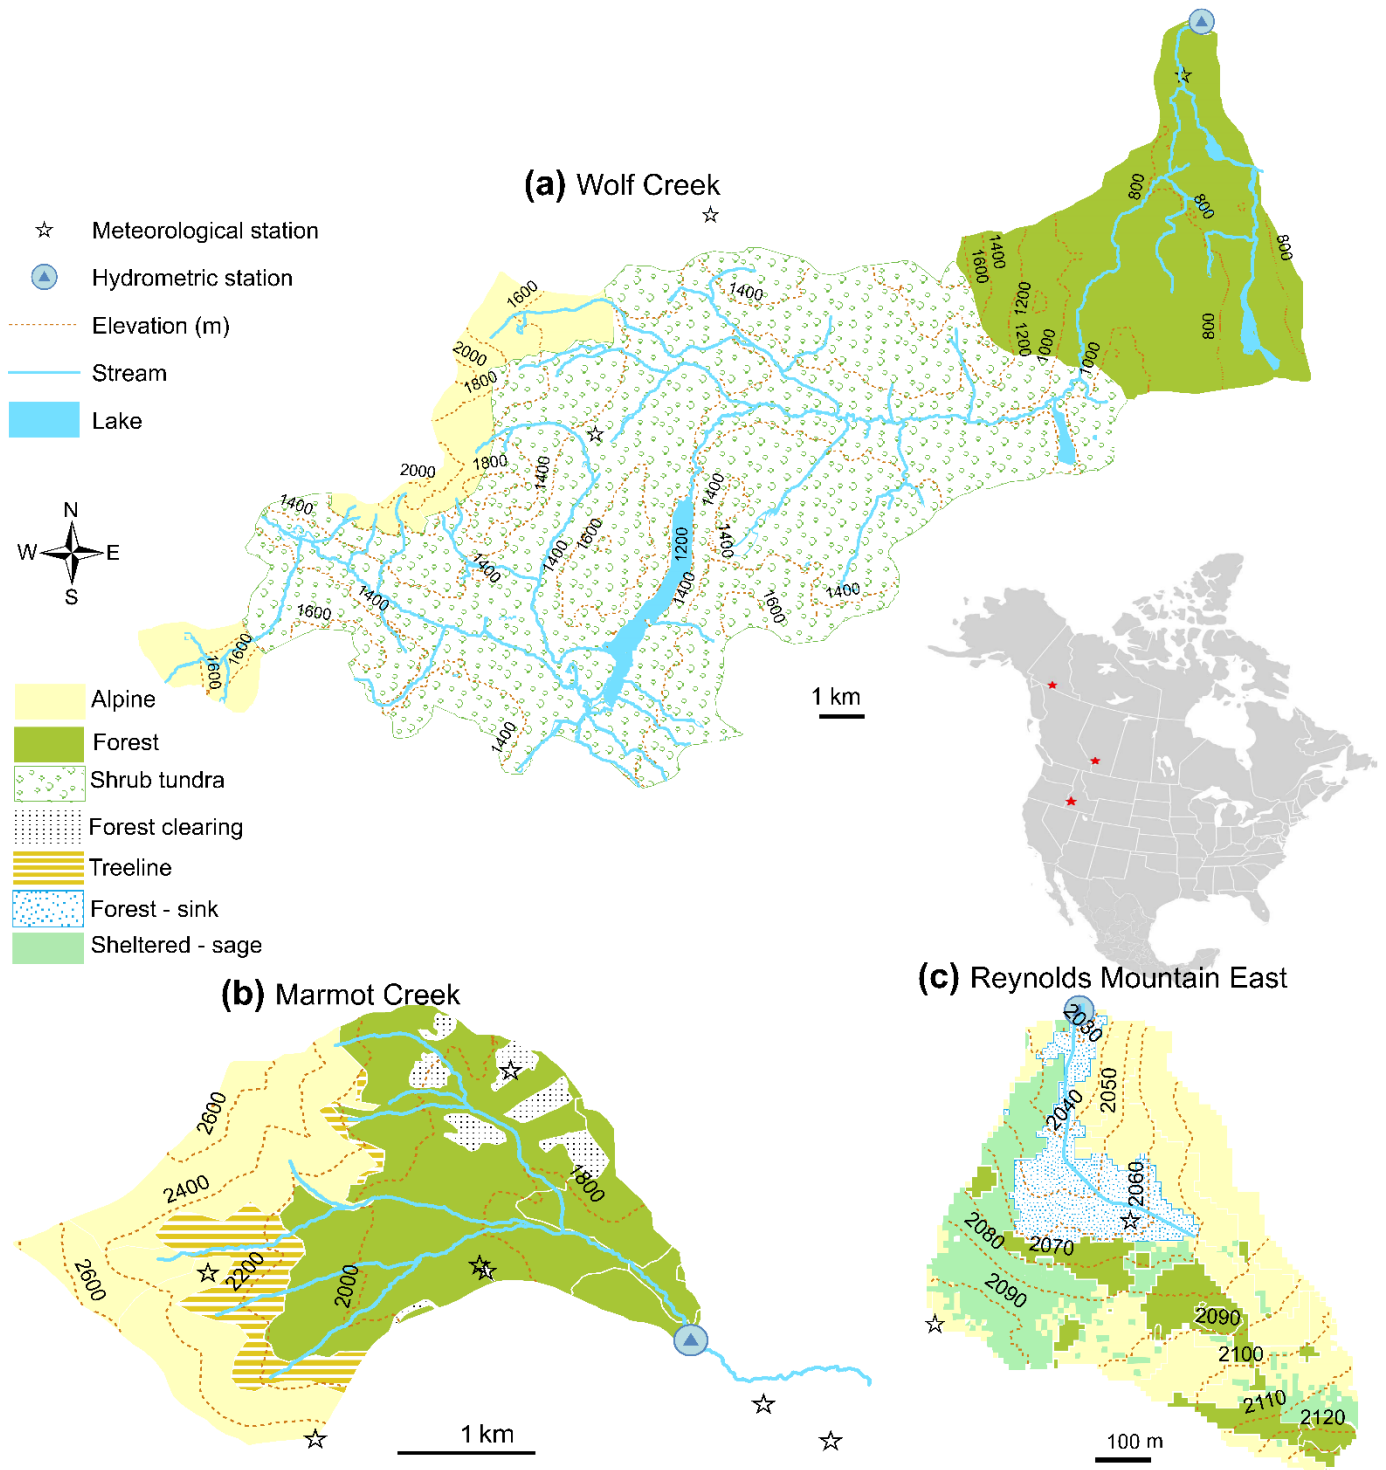 (a) Wolf Creek
Meteorological station
Hydrometric station
Elevation (m)
Stream
Lake
N
W E
S
Alpine
Forest
Shrub tundra
Forest clearing
Treeline
Forest - sink
Sheltered - sage
800
800
800
800
1400
1600
1200
1200
1000
1000
1400
1600
2000
1800
2000
1800
1400
1400
1400
1600
1400
1200
1400
1400
1400
1400
1600
1400
1600
1400
1600
1600
1400
1 km
(b) Marmot Creek
2600
2400
2600
2200
2000
1800
1 km
(c) Reynolds Mountain East
2030
2050
2040
2060
2080
2070
2090
2090
2100
2110
2120
100 m